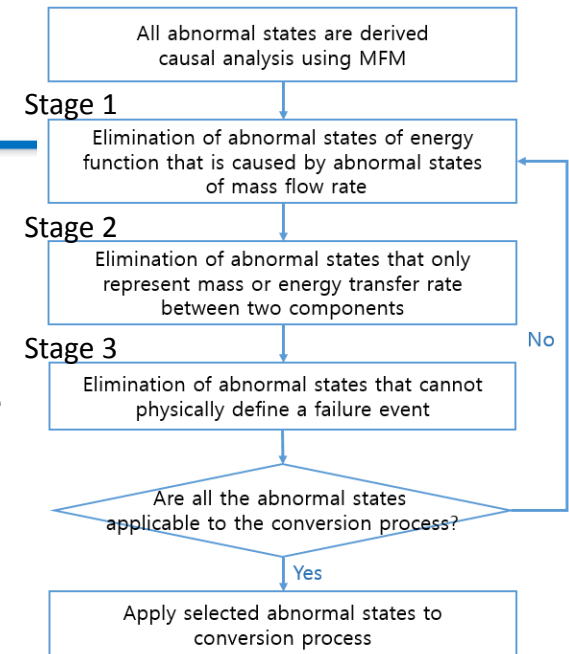 All abnormal states are derived
causal analysis using MFM
Stage 1
Elimination of abnormal states of energy
function that is caused by abnormal states
of mass flow rate
Stage 2
Elimination of abnormal states that only
represent mass or energy transfer rate
between two components
No
Stage 3
Elimination of abnormal states that cannot
physically define a failure event
Are all the abnormal states
applicable to the conversion process?
Yes
Apply selected abnormal states to
conversion process